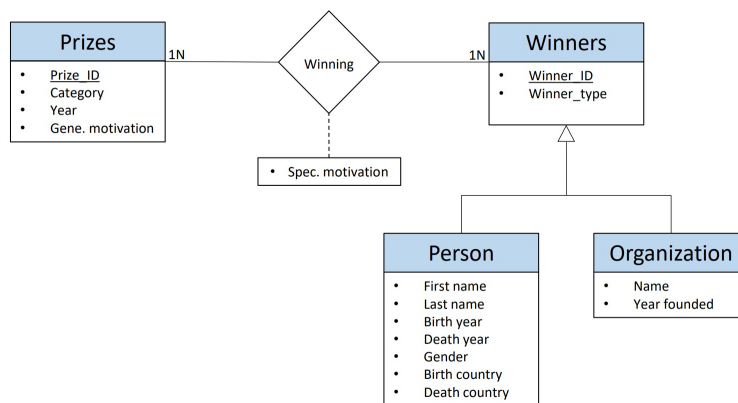 Prizes
• Prize_ID
• Category
• Year
• Gene. motivation
1N
Winning
1N
• Spec. motivation
Winners
• Winner_ID
• Winner_type
Person
• First name
• Last name
• Birth year
• Death year
• Gender
• Birth country
• Death country
Organization
• Name
• Year founded